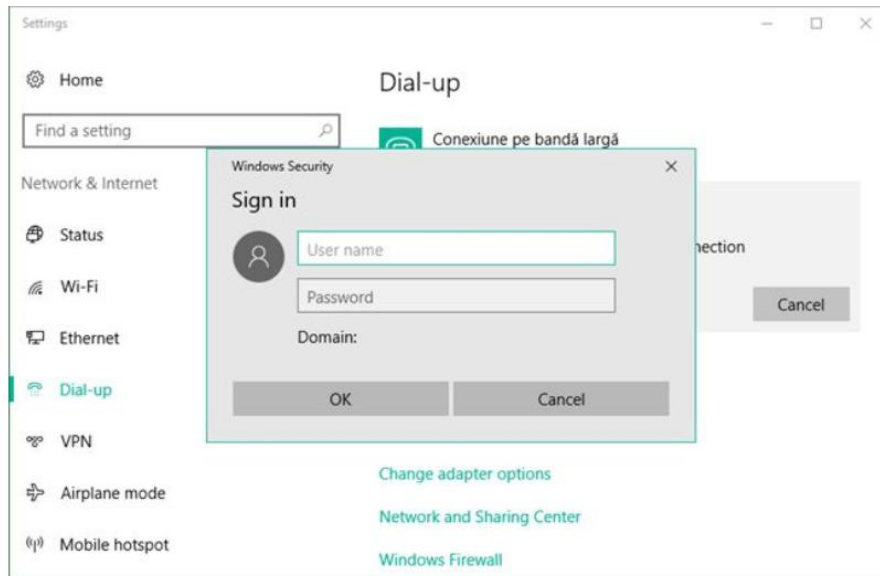 Settings
Home
Find a setting
Network & Internet
Status
Wi-Fi
Ethernet
Dial-up
VPN
Airplane mode
Mobile hotspot
Dial-up
Conexiune pe bandă largă
Cancel
Windows Security
Sign in
User name
Password
Domain:
OK
Cancel
Change adapter options
Network and Sharing Center
Windows Firewall